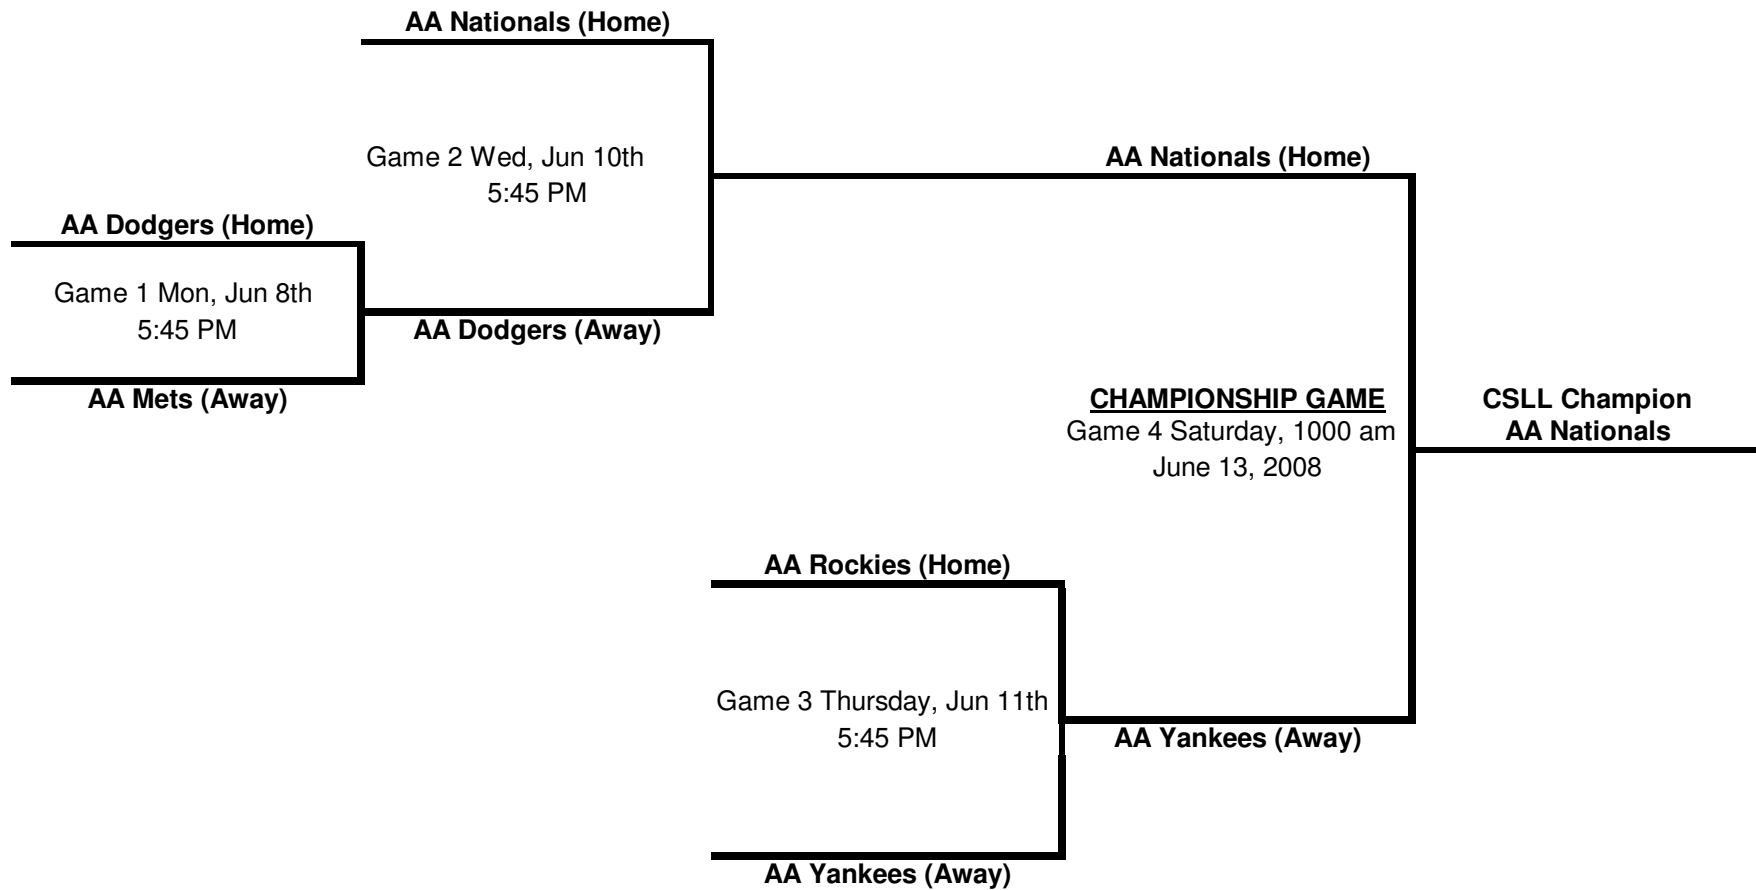 AA Nationals (Home)
Game 2 Wed, Jun 10th
5:45 PM
AA Nationals (Home)
AA Dodgers (Home)
Game 1 Mon, Jun 8th
5:45 PM
AA Dodgers (Away)
AA Mets (Away)
CHAMPIONSHIP GAME
Game 4 Saturday, 1000 am
June 13, 2008
CSLL Champion
AA Nationals
AA Rockies (Home)
Game 3 Thursday, Jun 11th
5:45 PM
AA Yankees (Away)
AA Yankees (Away)